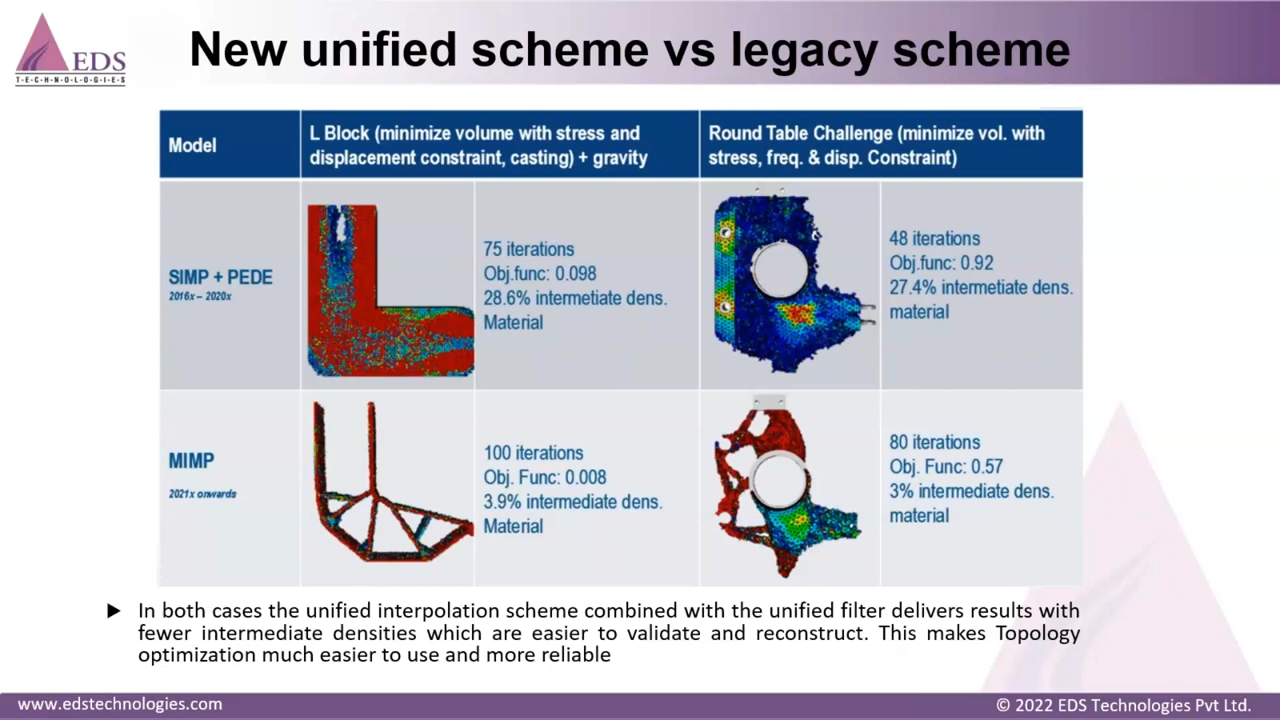 EDS
T·E·C·H·N·O·L·O·G·I·E·S
New unified scheme vs legacy scheme
Model
L Block (minimize volume with stress and
displacement constraint, casting) + gravity
Round Table Challenge (minimize vol. with
stress, freq. & disp. Constraint)
SIMP + PEDE
2016x – 2020x
75 iterations
Obj.func: 0.098
28.6% intermetiate dens.
Material
48 iterations
Obj.func: 0.92
27.4% intermetiate dens.
material
MIMP
2021x onwards
100 iterations
Obj. Func: 0.008
3.9% intermediate dens.
Material
80 iterations
Obj. Func: 0.57
3% intermediate dens.
material
In both cases the unified interpolation scheme combined with the unified filter delivers results with
fewer intermediate densities which are easier to validate and reconstruct. This makes Topology
optimization much easier to use and more reliable
www.edstechnologies.com
© 2022 EDS Technologies Pvt Ltd.